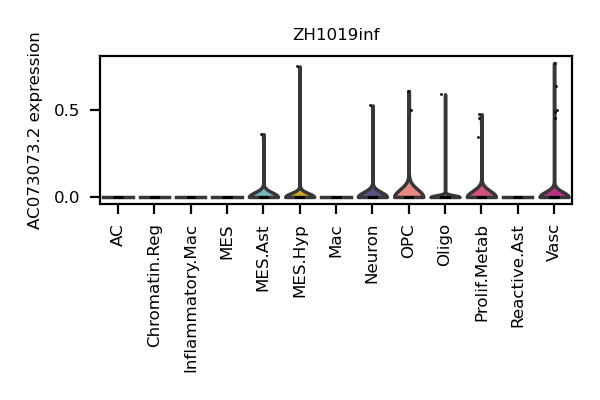 ZH1019inf
AC073073.2 expression
0.5
0.0
AC
Chromatin.Reg
Inflammatory.Mac
MES
MES.Ast
MES.Hyp
Mac
Neuron
OPC
Oligo
Prolif.Metab
Reactive.Ast
Vasc